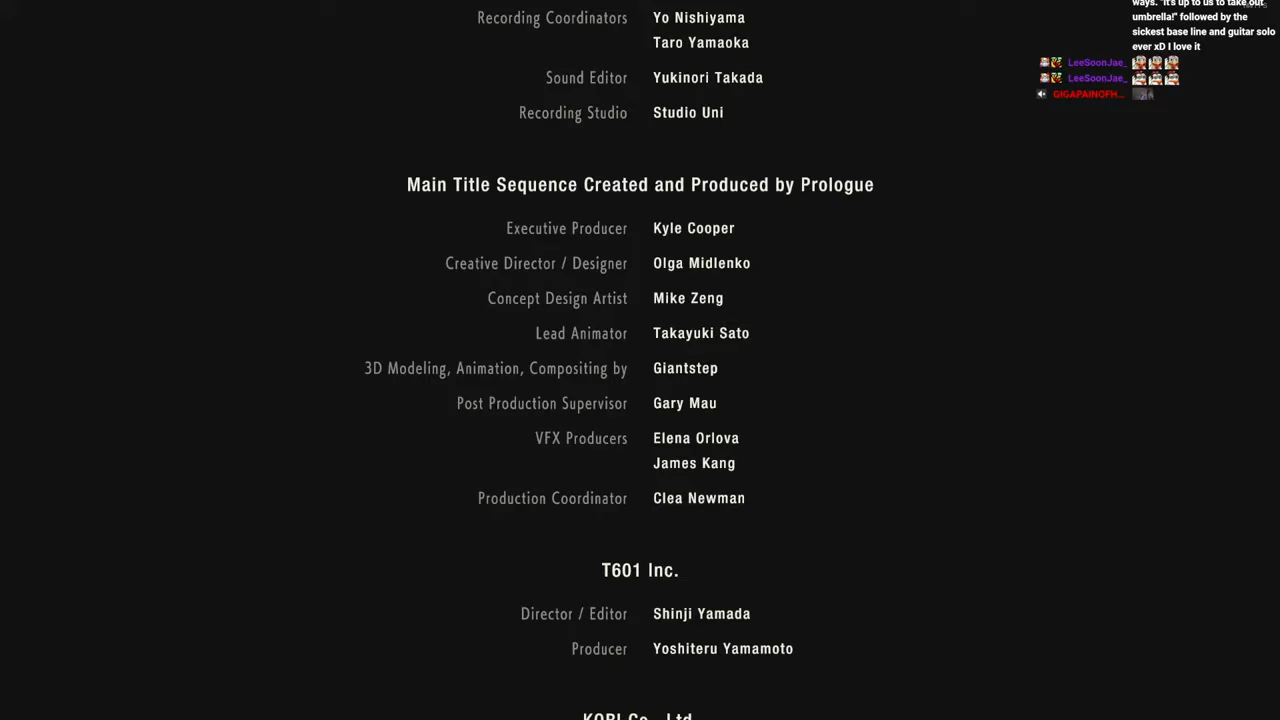 Recording Coordinators Yo Nishiyama
Taro Yamaoka
Sound Editor Yukinori Takada
Recording Studio Studio Uni
Main Title Sequence Created and Produced by Prologue
Executive Producer Kyle Cooper
Creative Director / Designer Olga Midlenko
Concept Design Artist Mike Zeng
Lead Animator Takayuki Sato
3D Modeling, Animation, Compositing by Giantstep
Post Production Supervisor Gary Mau
VFX Producers Elena Orlova
James Kang
Production Coordinator Clea Newman
T601 Inc.
Director / Editor Shinji Yamada
Producer Yoshiteru Yamamoto
Co., Ltd.
ways. "It's up to us to take out
umbrella!" followed by the
sickest base line and guitar solo
ever xD I love it
LeeSoonJae_
LeeSoonJae_
GIGAPAINOFH...